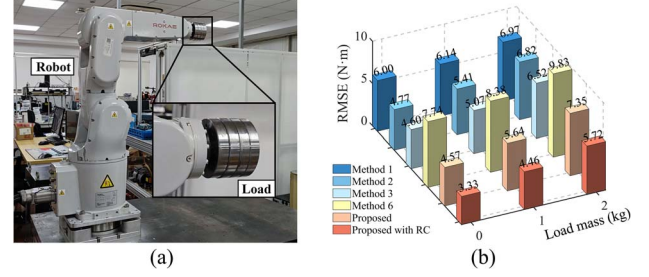 ROKAE
Robot
Load
(a)
RMSE (N·m)
10
5
0
6.00
4.77
4.60
7.74
4.57
3.33
6.14
5.41
5.07
8.38
5.64
4.46
6.97
6.82
6.52
9.83
7.35
5.72
Method 1
Method 2
Method 3
Method 6
Proposed
Proposed with RC
0
1
2
Load mass (kg)
(b)